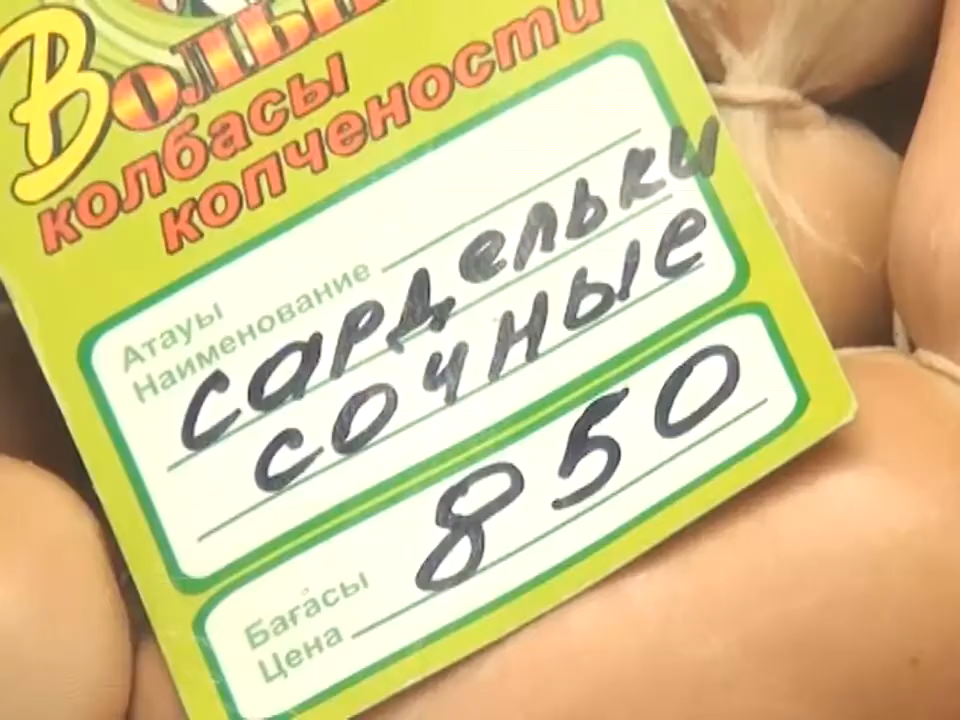 колбасы
копчености
Атауы
Наименование
сардельки
сочные
Бағасы
Цена
850